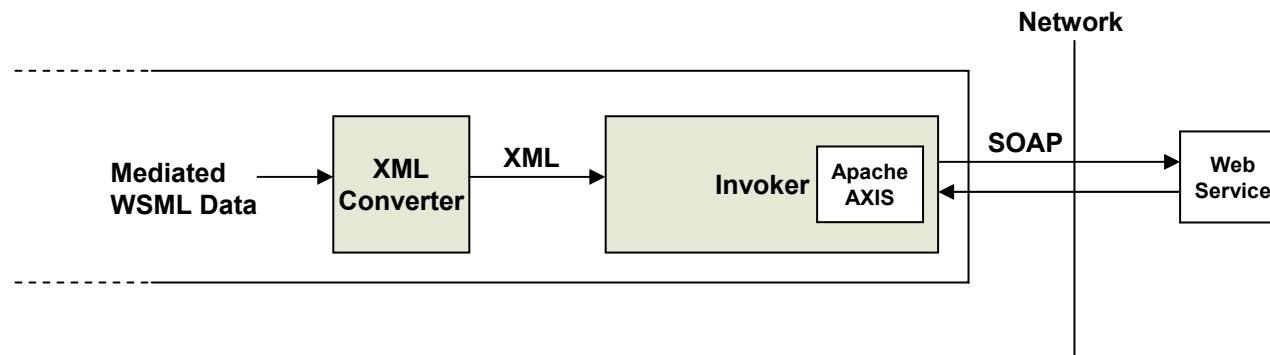 Network
Mediated
WSML Data
XML
Converter
XML
Invoker
Apache
AXIS
SOAP
Web
Service